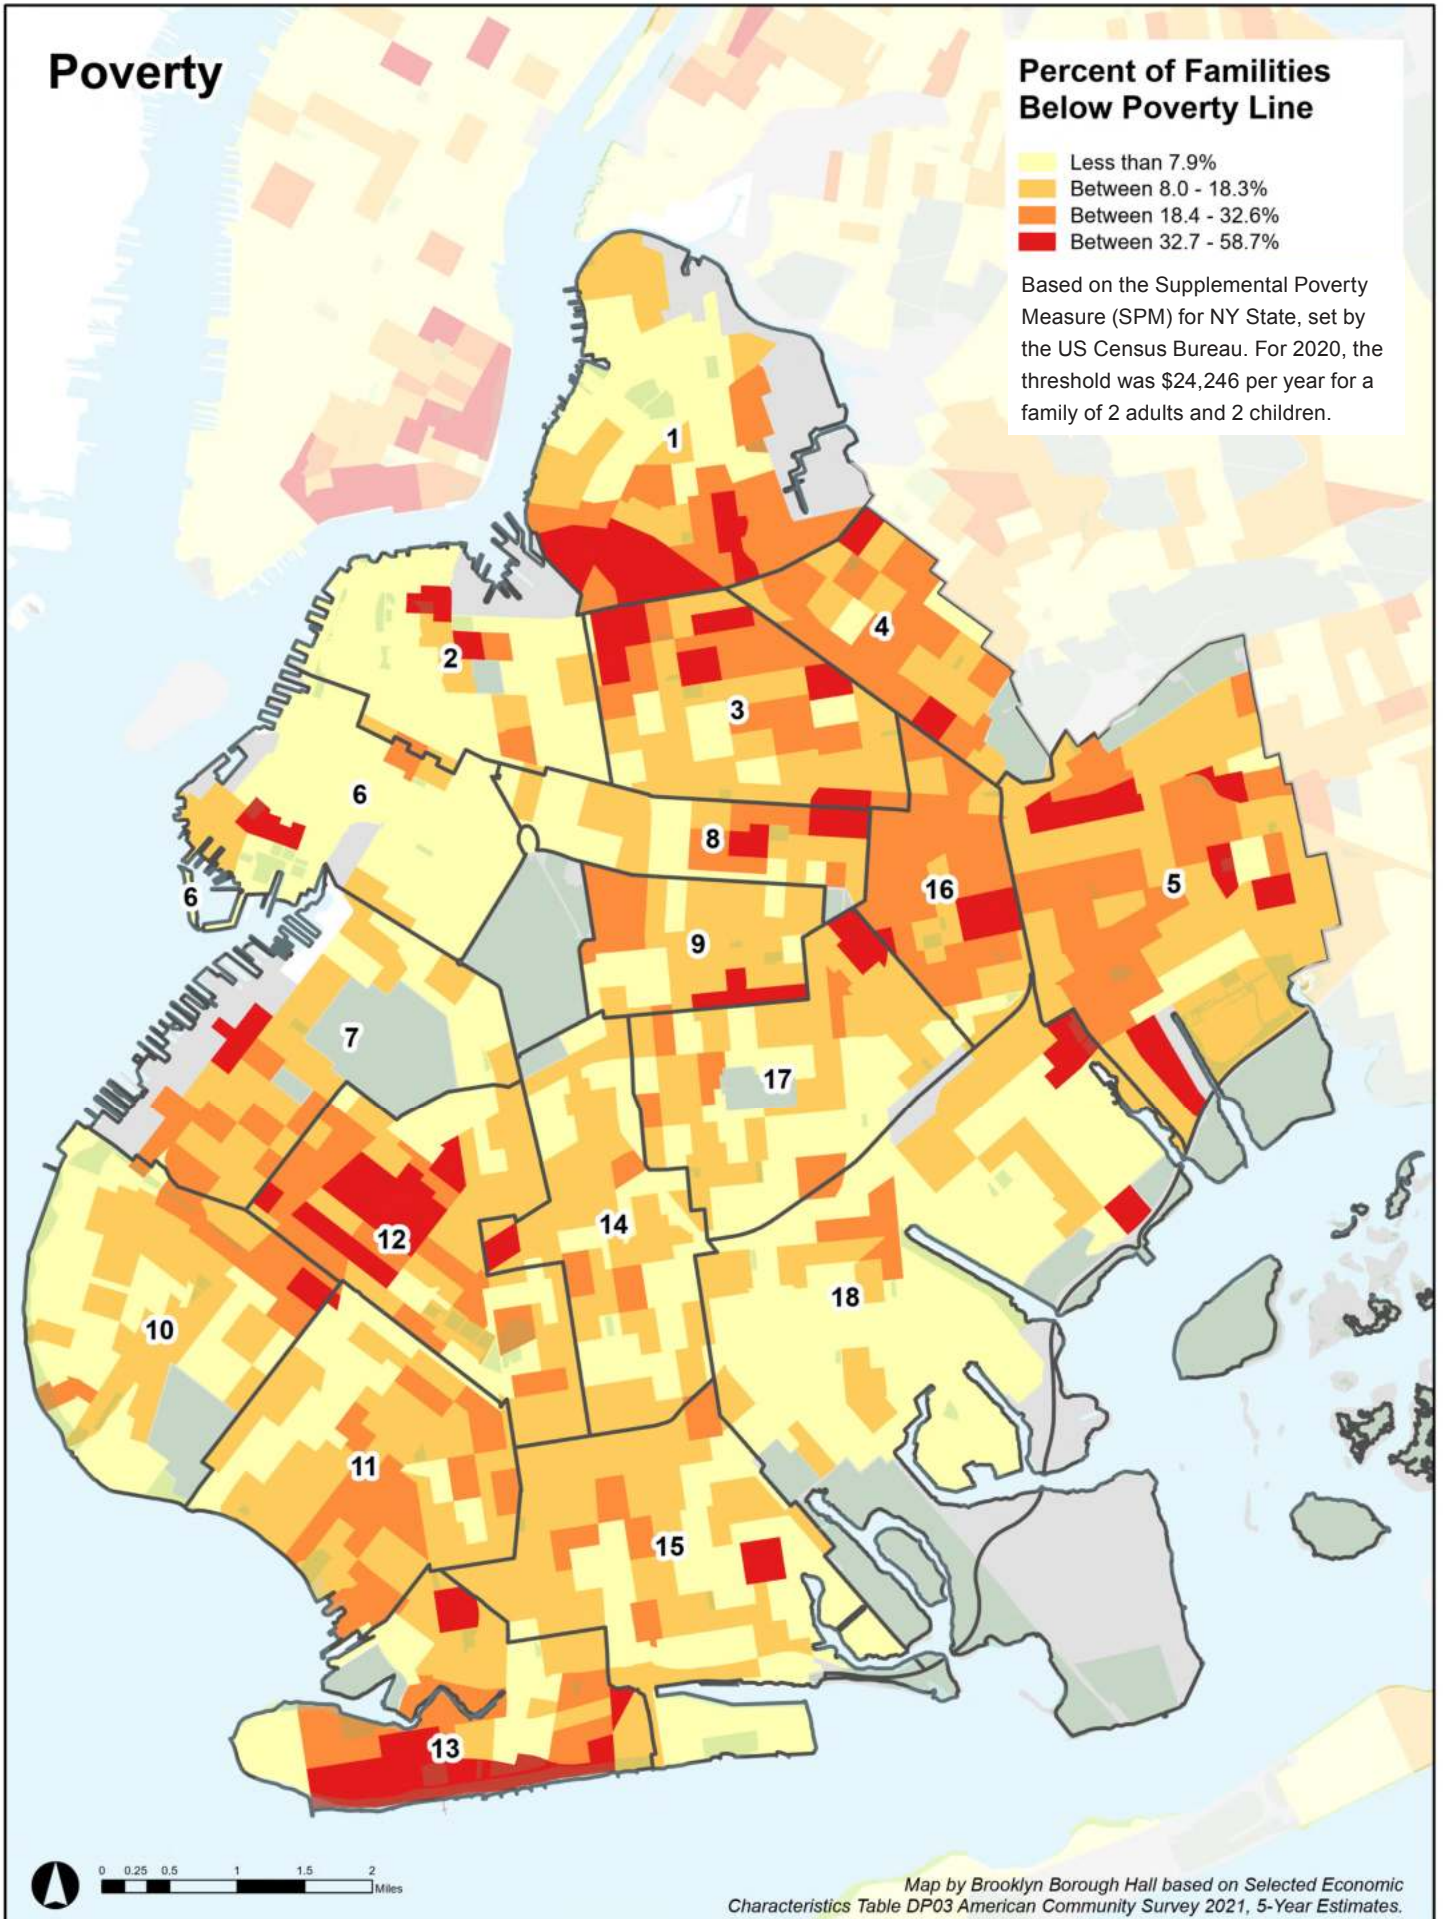 Poverty
Percent of Familities
Below Poverty Line
Less than 7.9%
Between 8.0 - 18.3%
Between 18.4 - 32.6%
Between 32.7 - 58.7%
Based on the Supplemental Poverty
Measure (SPM) for NY State, set by
the US Census Bureau. For 2020, the
threshold was $24,246 per year for a
family of 2 adults and 2 children.
1
2
4
3
6
8
5
16
6
9
7
17
14
12
18
10
11
15
13
0 0.25 0.5 1 1.5 2
Miles
Map by Brooklyn Borough Hall based on Selected Economic
Characteristics Table DP03 American Community Survey 2021, 5-Year Estimates.